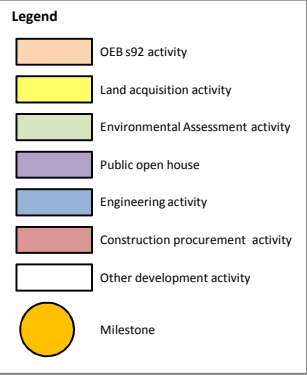 Legend
OEB s92 activity
Land acquisition activity
Environmental Assessment activity
Public open house
Engineering activity
Construction procurement activity
Other development activity
Milestone